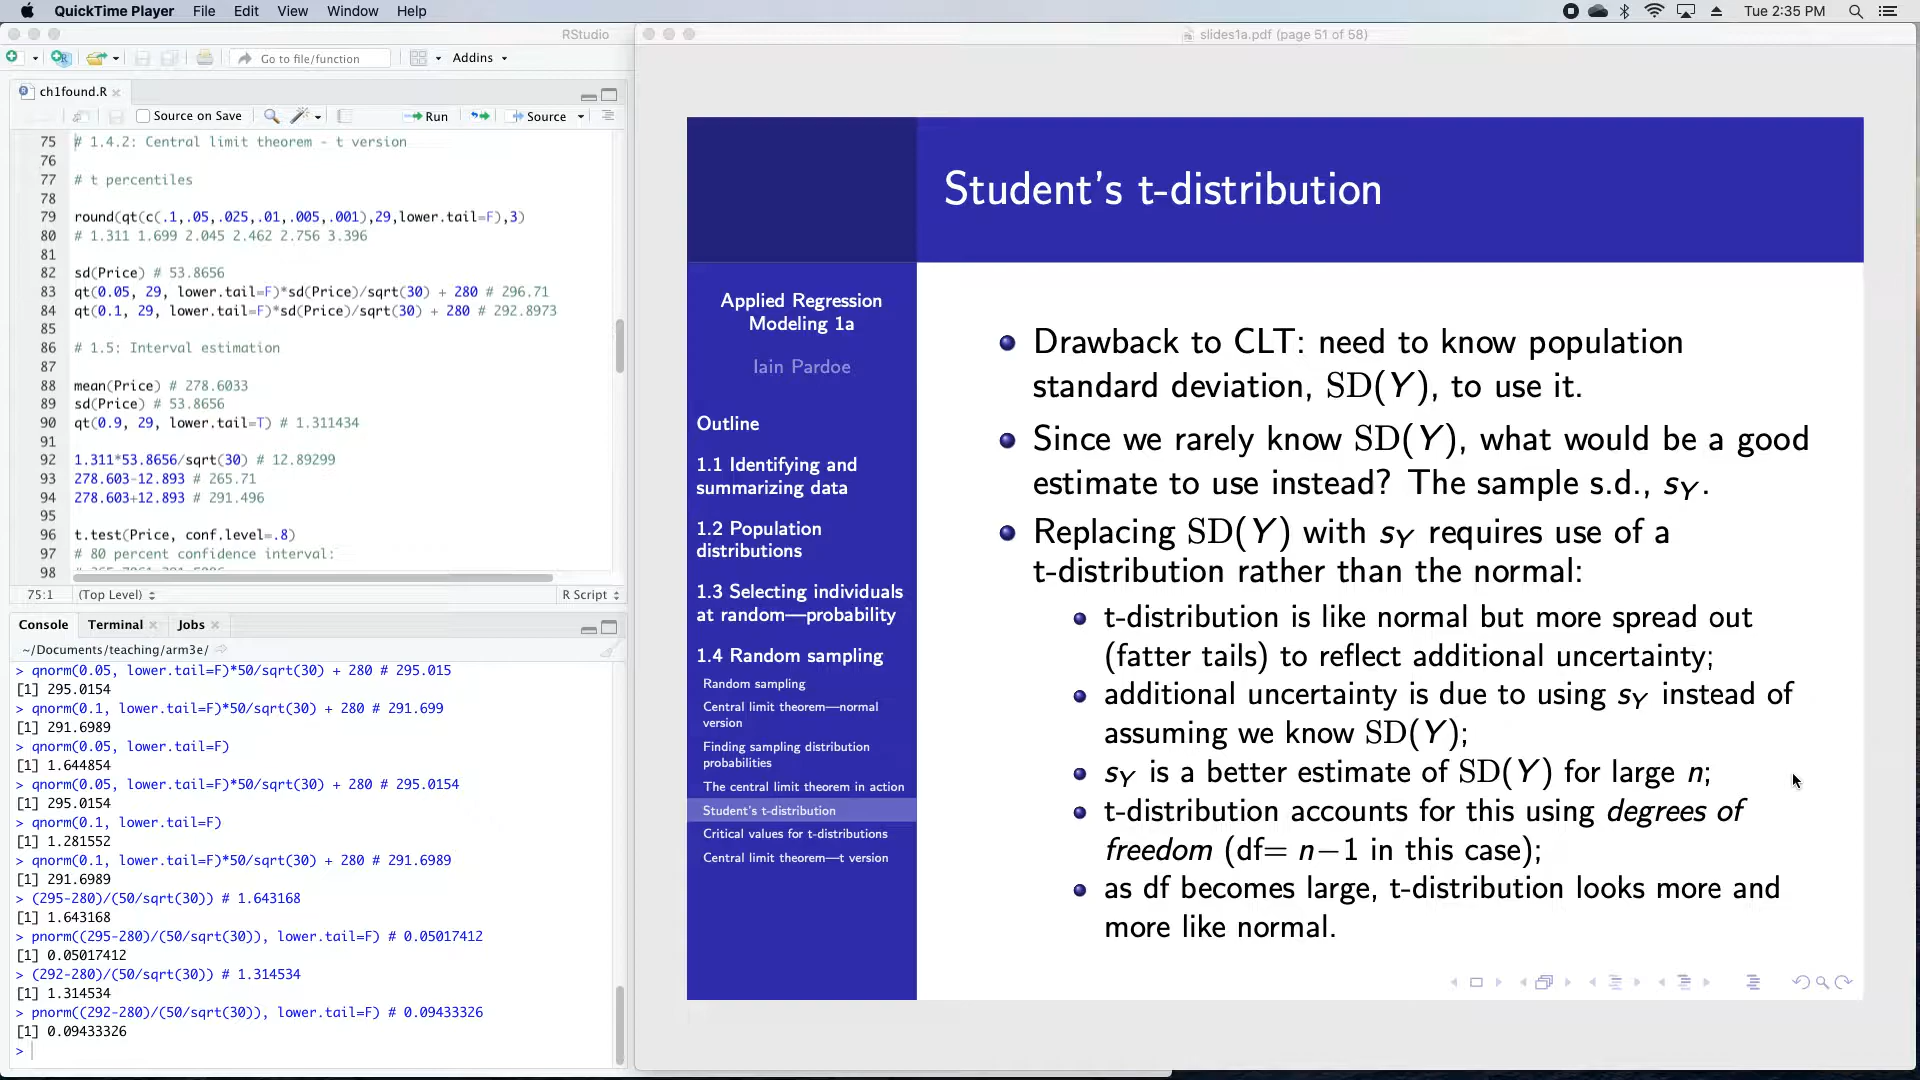 QuickTime Player File Edit View Window Help
Tue 2:35 PM
RStudio
Go to file/function
Addins
ch1found.R
Source on Save
Run
Source
75 # 1.4.2: Central limit theorem - t version
76
77 # t percentiles
78
79 round(qt(c(.1,.05,.025,.01,.005,.001),29,lower.tail=F),3)
80 # 1.311 1.699 2.045 2.462 2.756 3.396
81
82 sd(Price) # 53.8656
83 qt(0.05, 29, lower.tail=F)*sd(Price)/sqrt(30) + 280 # 296.71
84 qt(0.1, 29, lower.tail=F)*sd(Price)/sqrt(30) + 280 # 292.8973
85
86 # 1.5: Interval estimation
87
88 mean(Price) # 278.6033
89 sd(Price) # 53.8656
90 qt(0.9, 29, lower.tail=T) # 1.311434
91
92 1.311*53.8656/sqrt(30) # 12.89299
93 278.603-12.893 # 265.71
94 278.603+12.893 # 291.496
95
96 t.test(Price, conf.level=.8)
97 # 80 percent confidence interval:
98
75:1 (Top Level) R Script
Console Terminal Jobs
~/Documents/teaching/arm3e/
> qnorm(0.05, lower.tail=F)*50/sqrt(30) + 280 # 295.015
[1] 295.0154
> qnorm(0.1, lower.tail=F)*50/sqrt(30) + 280 # 291.699
[1] 291.6989
> qnorm(0.05, lower.tail=F)
[1] 1.644854
> qnorm(0.05, lower.tail=F)*50/sqrt(30) + 280 # 295.0154
[1] 295.0154
> qnorm(0.1, lower.tail=F)
[1] 1.281552
> qnorm(0.1, lower.tail=F)*50/sqrt(30) + 280 # 291.6989
[1] 291.6989
> (295-280)/(50/sqrt(30)) # 1.643168
[1] 1.643168
> pnorm((295-280)/(50/sqrt(30)), lower.tail=F) # 0.05017412
[1] 0.05017412
> (292-280)/(50/sqrt(30)) # 1.314534
[1] 1.314534
> pnorm((292-280)/(50/sqrt(30)), lower.tail=F) # 0.09433326
[1] 0.09433326
>
slides1a.pdf (page 51 of 58)
Student's t-distribution
Applied Regression
Modeling 1a
Iain Pardoe
Outline
1.1 Identifying and
summarizing data
1.2 Population
distributions
1.3 Selecting individuals
at random—probability
1.4 Random sampling
Random sampling
Central limit theorem—normal
version
Finding sampling distribution
probabilities
The central limit theorem in action
Student's t-distribution
Critical values for t-distributions
Central limit theorem—t version
Drawback to CLT: need to know population
standard deviation, SD(Y), to use it.
Since we rarely know SD(Y), what would be a good
estimate to use instead? The sample s.d., sY.
Replacing SD(Y) with sY requires use of a
t-distribution rather than the normal:
t-distribution is like normal but more spread out
(fatter tails) to reflect additional uncertainty;
additional uncertainty is due to using sY instead of
assuming we know SD(Y);
sY is a better estimate of SD(Y) for large n;
t-distribution accounts for this using degrees of
freedom (df= n−1 in this case);
as df becomes large, t-distribution looks more and
more like normal.